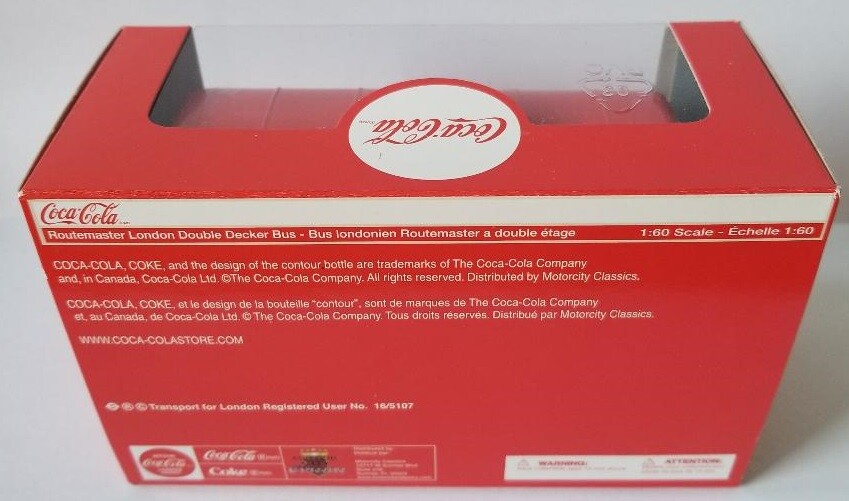 Coca-Cola
Coca-Cola
Routemaster London Double Decker Bus - Bus londonien Routemaster a double étage 1:60 Scale - Échelle 1:60
COCA-COLA, COKE, and the design of the contour bottle are trademarks of The Coca-Cola Company
and, in Canada, Coca-Cola Ltd. ©The Coca-Cola Company. All rights reserved. Distributed by Motorcity Classics.
COCA-COLA, COKE, et le design de la bouteille "contour", sont de marques de The Coca-Cola Company
et, au Canada, de Coca-Cola Ltd. © The Coca-Cola Company. Tous droits réservés. Distribué par Motorcity Classics.
WWW.COCA-COLASTORE.COM
®© Transport for London Registered User No. 16/5107
Coca-Cola
Coca-Cola
Coke
Distributed by
WARNING:
ATTENTION: